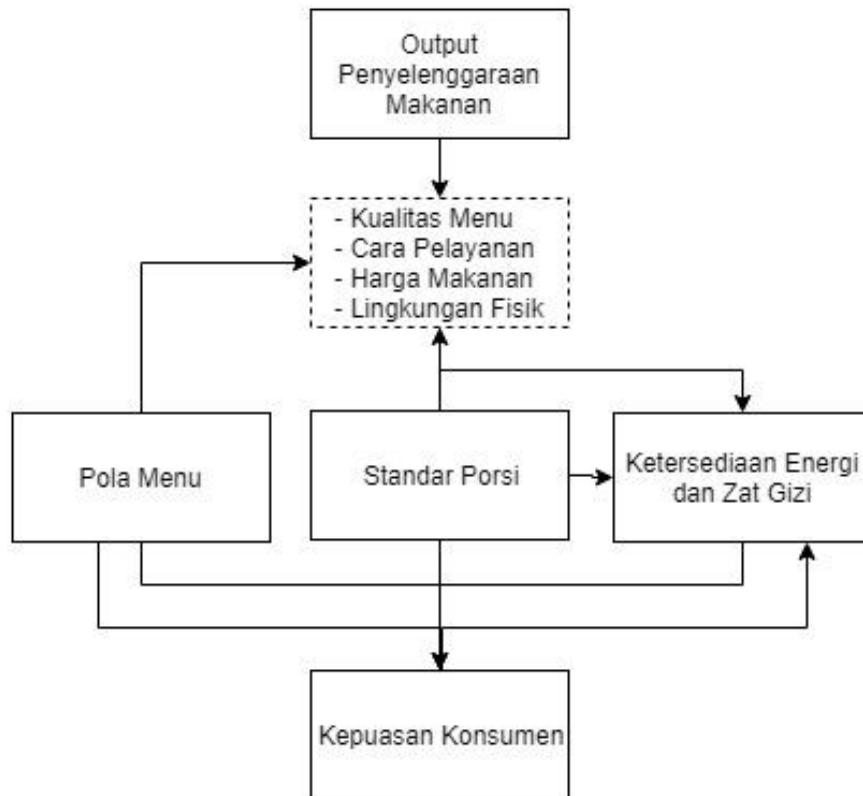 Output
Penyelenggaraan
Makanan
- Kualitas Menu
- Cara Pelayanan
- Harga Makanan
- Lingkungan Fisik
Pola Menu
Standar Porsi
Ketersediaan Energi
dan Zat Gizi
Kepuasan Konsumen